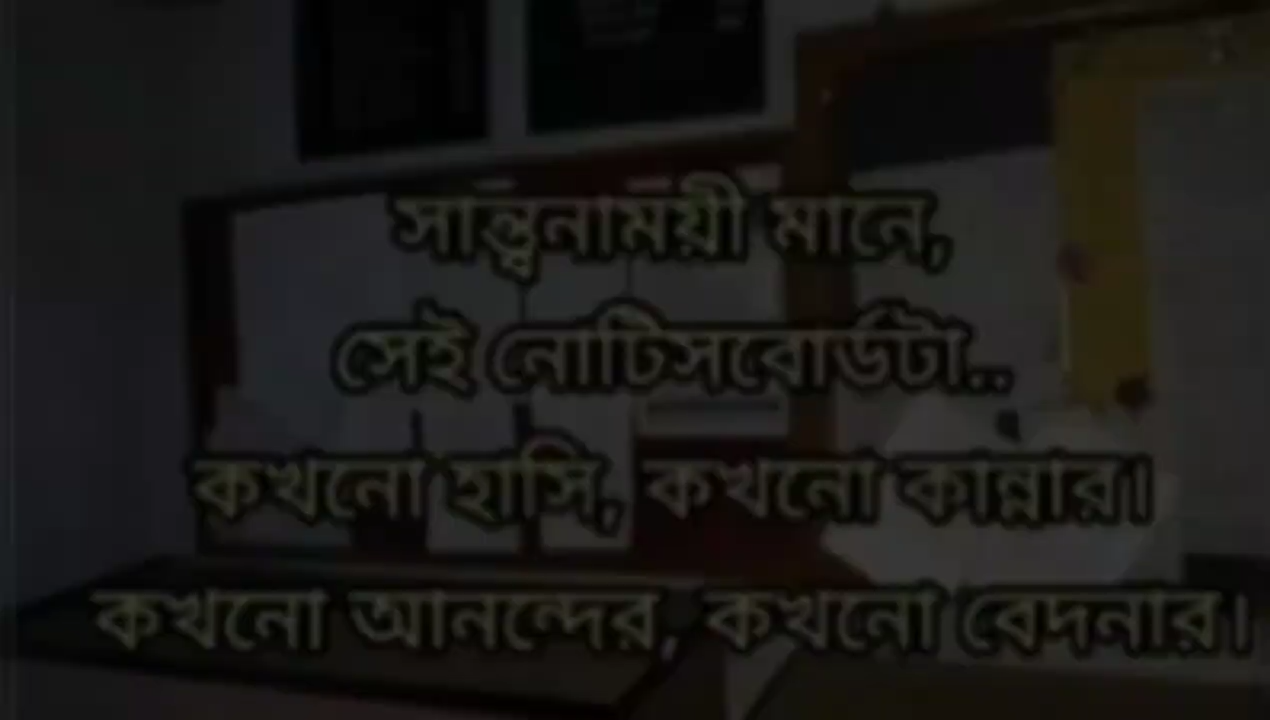 সান্ত্বনাময়ী মানে,
সেই নোটিসবোর্ডটা..
কখনো হাসি, কখনো কান্নার।
কখনো আনন্দের, কখনো বেদনার।